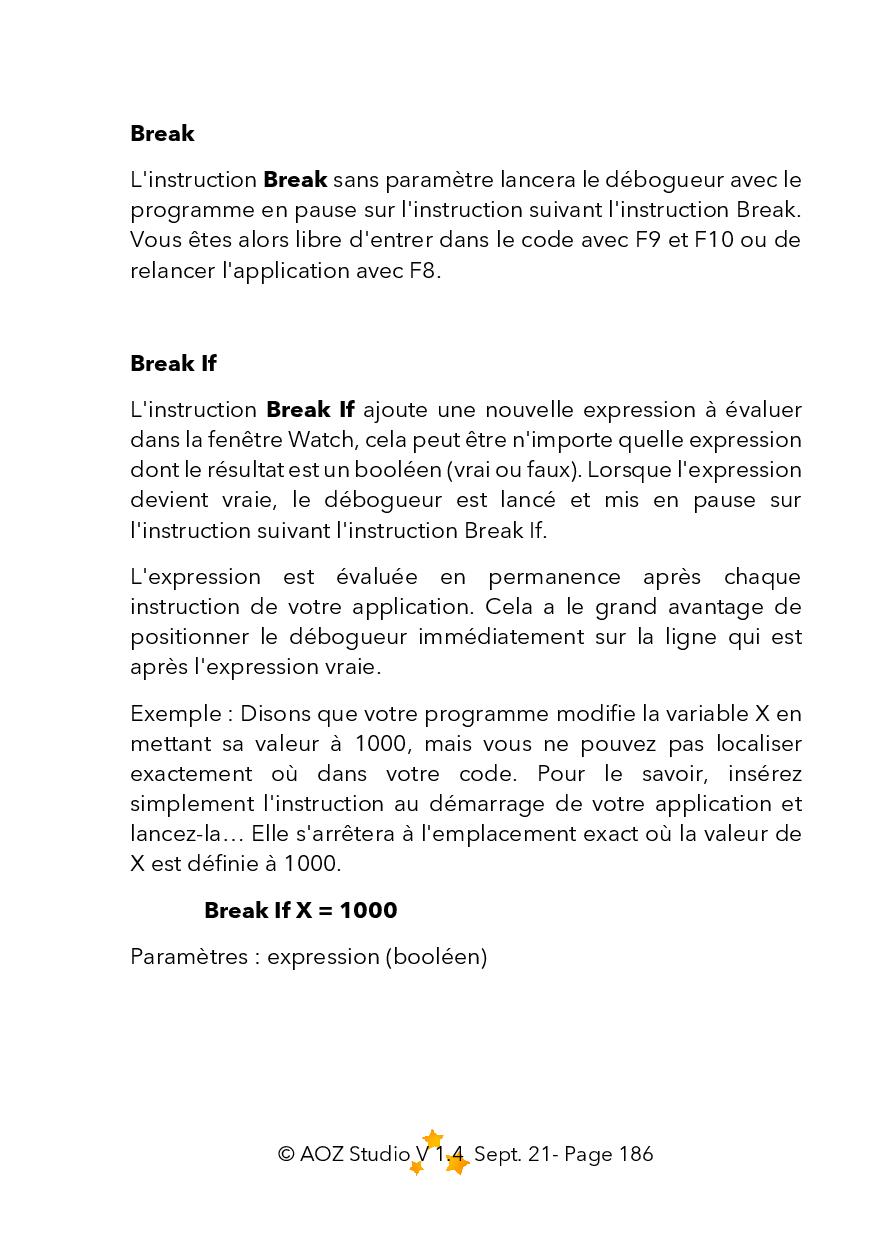 Break
L'instruction Break sans paramètre lancera le débogueur avec le
programme en pause sur l'instruction suivant l'instruction Break.
Vous êtes alors libre d'entrer dans le code avec F9 et F10 ou de
relancer l'application avec F8.
Break If
L'instruction Break If ajoute une nouvelle expression à évaluer
dans la fenêtre Watch, cela peut être n'importe quelle expression
dont le résultat est un booléen (vrai ou faux). Lorsque l'expression
devient vraie, le débogueur est lancé et mis en pause sur
l'instruction suivant l'instruction Break If.
L'expression est évaluée en permanence après chaque
instruction de votre application. Cela a le grand avantage de
positionner le débogueur immédiatement sur la ligne qui est
après l'expression vraie.
Exemple : Disons que votre programme modifie la variable X en
mettant sa valeur à 1000, mais vous ne pouvez pas localiser
exactement où dans votre code. Pour le savoir, insérez
simplement l'instruction au démarrage de votre application et
lancez-la… Elle s'arrêtera à l'emplacement exact où la valeur de
X est définie à 1000.
Break If X = 1000
Paramètres : expression (booléen)
© AOZ Studio V 1.4 Sept. 21- Page 186